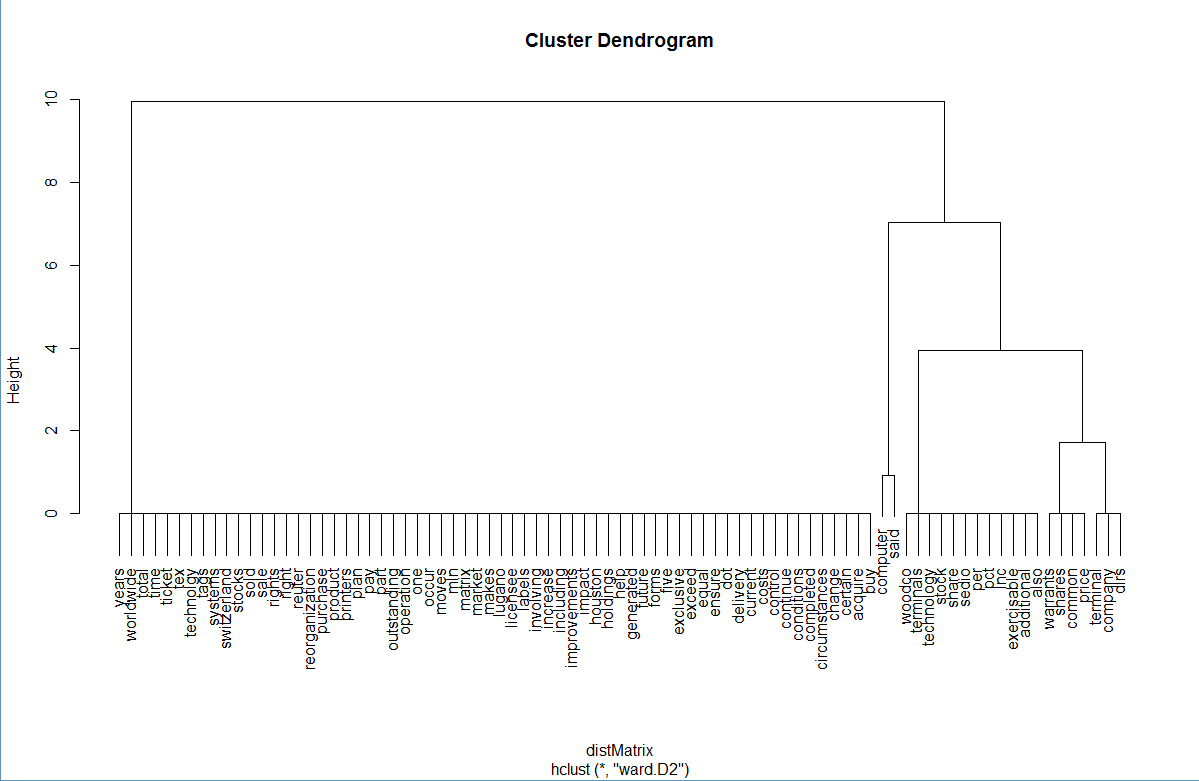 Cluster Dendrogram
Height
10
8
6
4
2
0
years
worldwide
total
time
ticket
tex
technolgy
tags
systems
switzerland
stocks
sold
sale
rights
right
reuter
reorganization
purchase
product
printers
plan
pay
part
outstanding
operation
one
occur
moves
mln
matrix
market
makes
lugano
licensee
labels
involving
increase
including
improvements
impact
houston
holdings
help
generated
future
forms
five
exclusive
exceed
equal
ensure
dot
delivery
current
costs
control
continue
conditions
completed
circumstances
change
certain
acquire
buy
computer
said
woodco
terminals
technology
stock
share
sedio
per
pct
inc
exercisable
additional
also
warrants
shares
common
price
terminal
company
dlrs
distMatrix
hclust (*, "ward.D2")